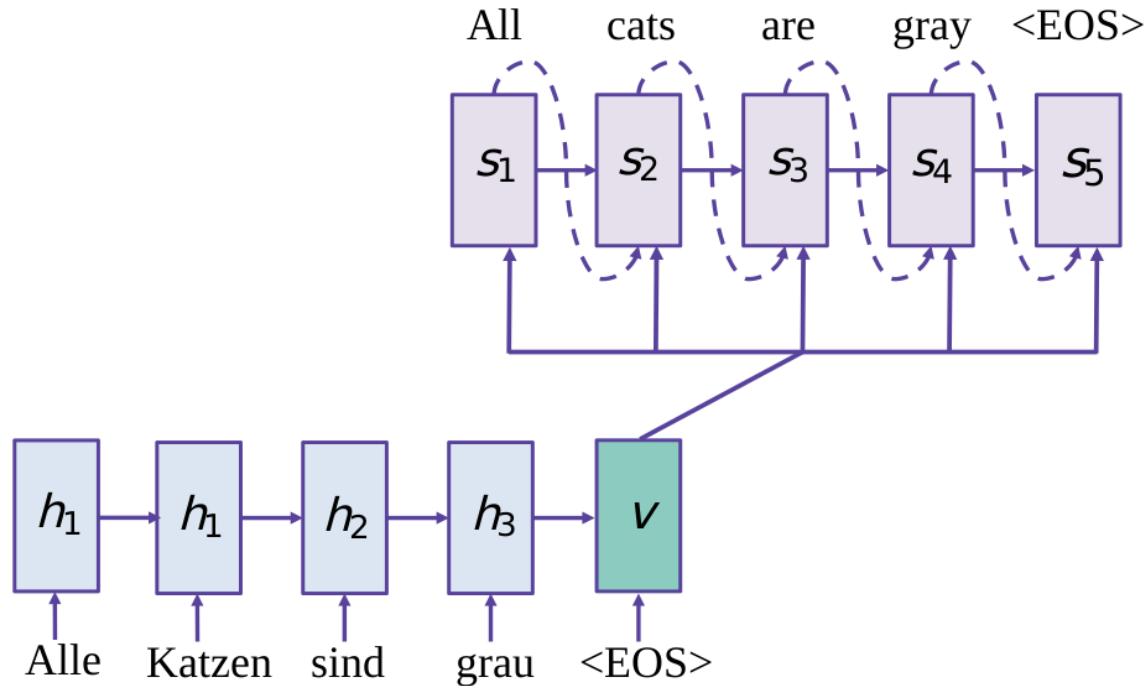 All cats are gray <EOS>
s1 s2 s3 s4 s5
h1 h1 h2 h3 v
Alle Katzen sind grau <EOS>